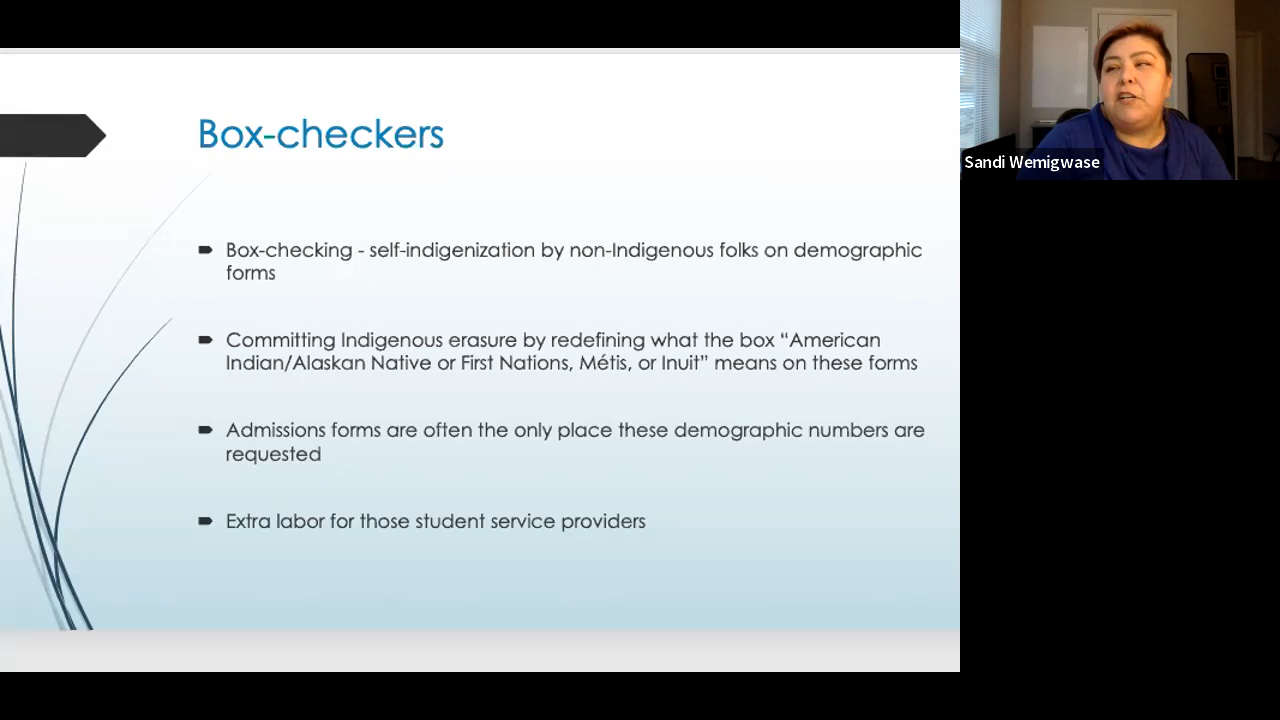 Box-checkers
Box-checking - self-indigenization by non-Indigenous folks on demographic
forms
Committing Indigenous erasure by redefining what the box “American
Indian/Alaskan Native or First Nations, Métis, or Inuit” means on these forms
Admissions forms are often the only place these demographic numbers are
requested
Extra labor for those student service providers
Sandi Wemigwase